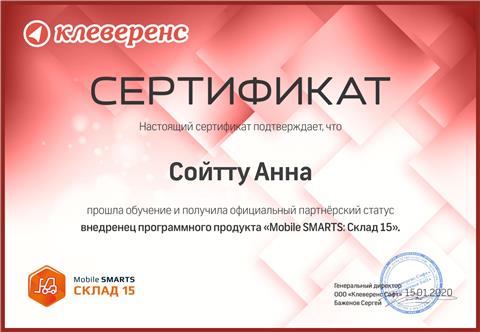 клеверенс
СЕРТИФИКАТ
Настоящий сертификат подтверждает, что
Сойтту Анна
прошла обучение и получила официальный партнёрский статус
внедренец программного продукта «Mobile SMARTS: Склад 15».
Mobile SMARTS
СКЛАД 15
Генеральный директор
ООО «Клеверенс Софт»
Баженов Сергей
15.01.2020